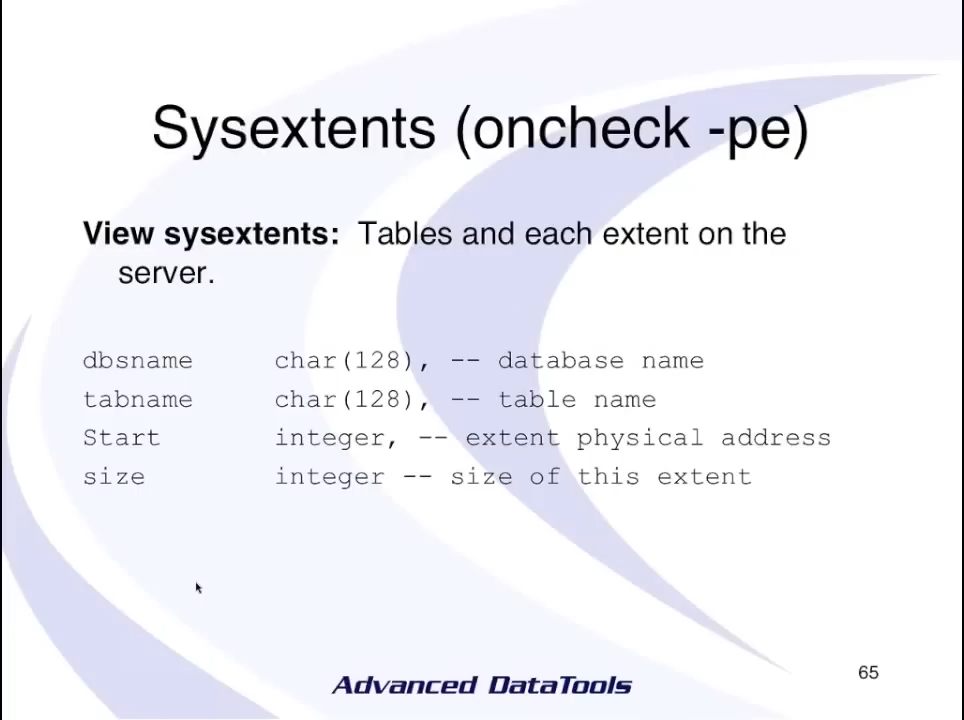 Sysextents (oncheck -pe)
View sysextents: Tables and each extent on the
server.
dbsname char(128), -- database name
tabname char(128), -- table name
Start integer, -- extent physical address
size integer -- size of this extent
Advanced DataTools
65